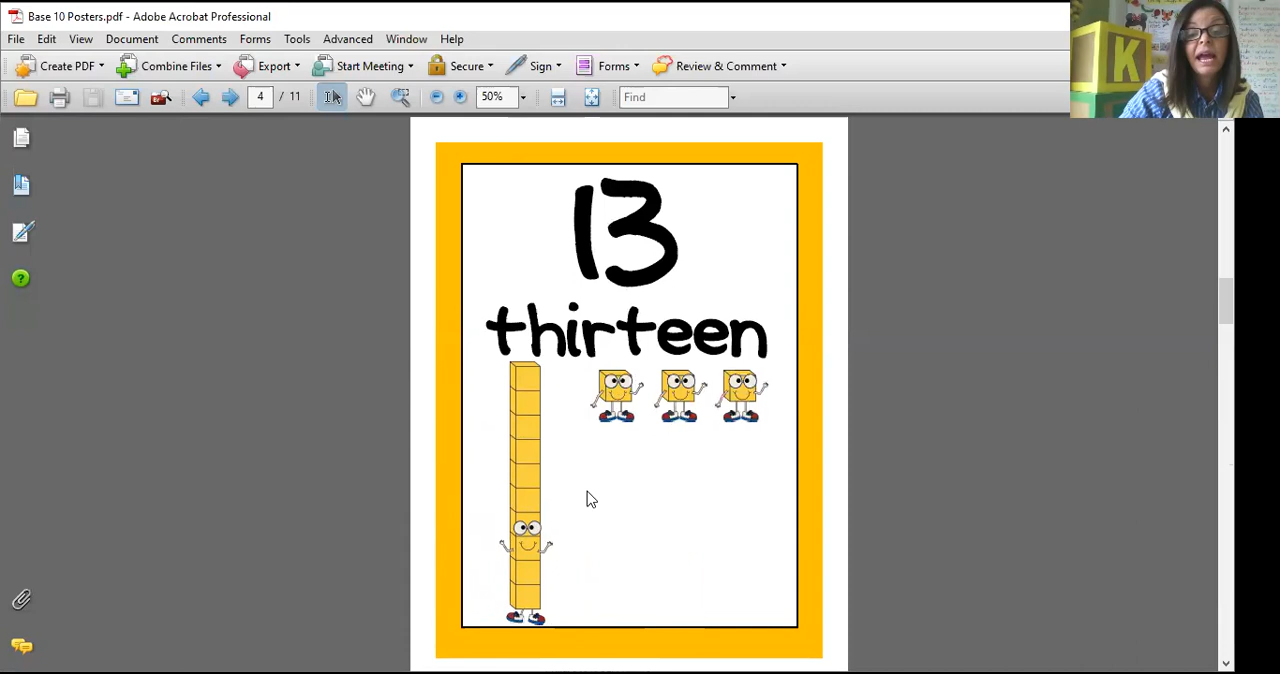 Base 10 Posters.pdf - Adobe Acrobat Professional
File Edit View Document Comments Forms Tools Advanced Window Help
Create PDF Combine Files Export Start Meeting Secure Sign Forms Review & Comment
4 / 11 50% Find
K
13
thirteen